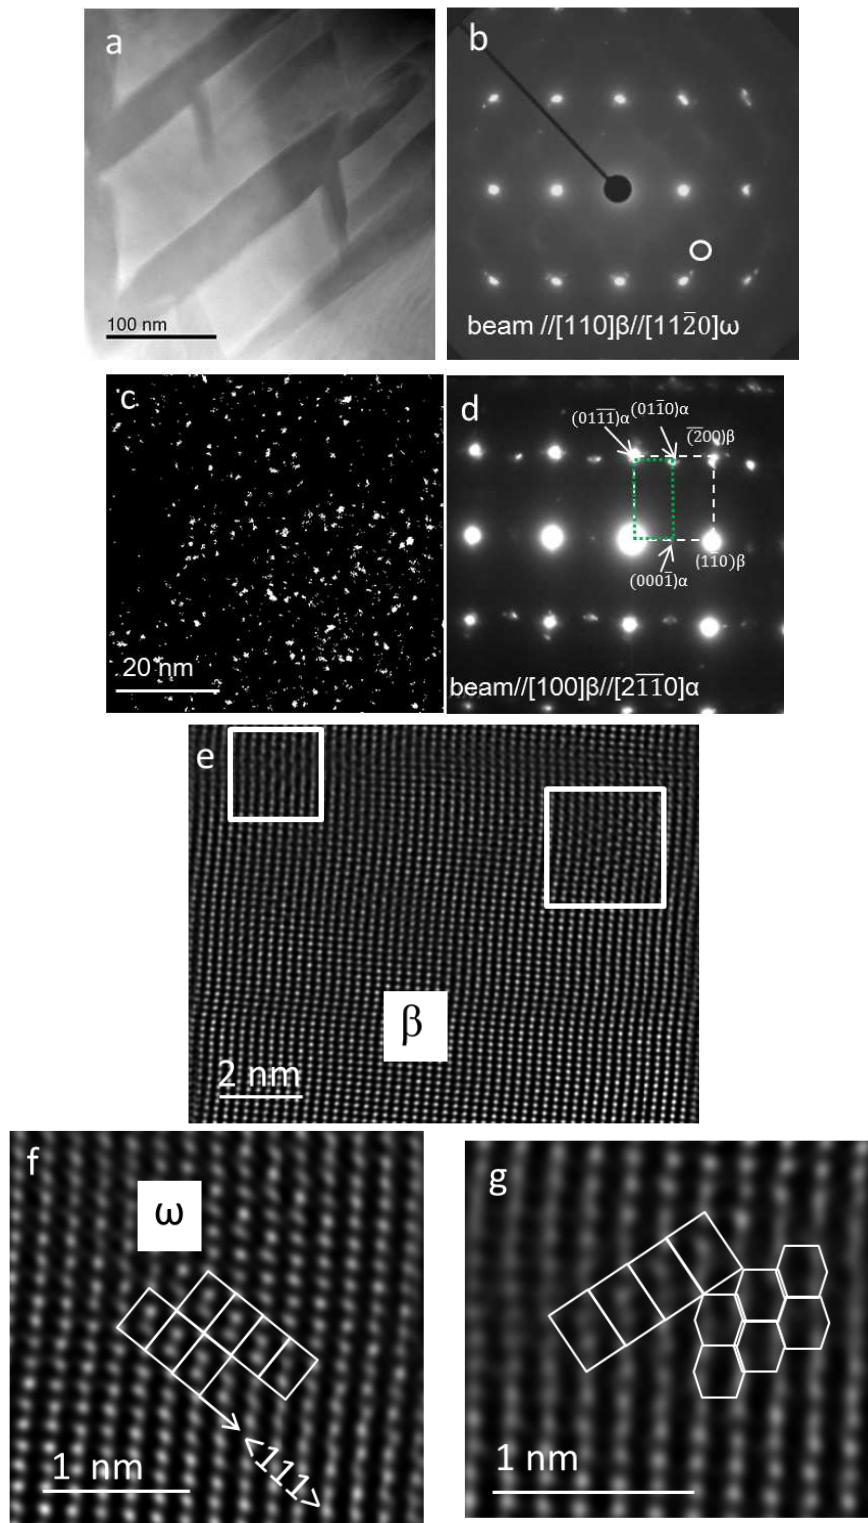 a
100 nm
b
beam //[110]β//[112̄0]ω
c
20 nm
d
(011̄1̄)α
(011̄0)α
(2̄00)β
(0001̄)α
(11̄0)β
beam//[100]β//[21̄1̄0]α
e
β
2 nm
f
ω
1 nm
<111>
g
1 nm